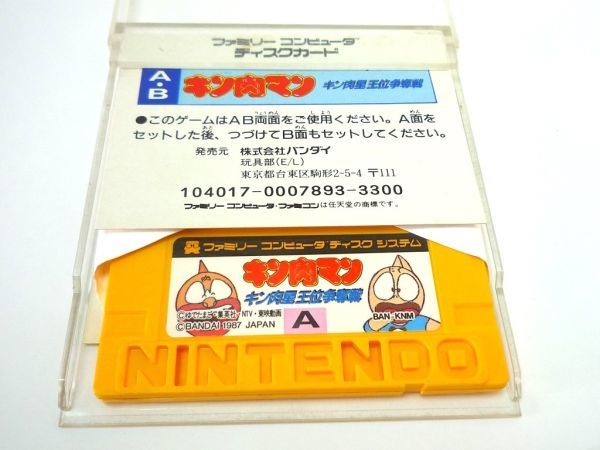 ファミリー コンピュータ
ディスクカード
A・B
キン肉マン キン肉星王位争奪戦
●このゲームはAB両面をご使用ください。A面を
セットした後、つづけてB面もセットしてください。
発売元 株式会社バンダイ
玩具部(E/L)
東京都台東区駒形2-5-4 〒111
104017-0007893-3300
ファミリー コンピュータ・ファミコンは任天堂の商標です。
ファミリー コンピュータ ディスク システム
キン肉マン
キン肉星王位争奪戦
©ゆでたまご・集英社・NTV・東映動画
©BANDAI 1987 JAPAN
A
BAN-KNM
NINTENDO